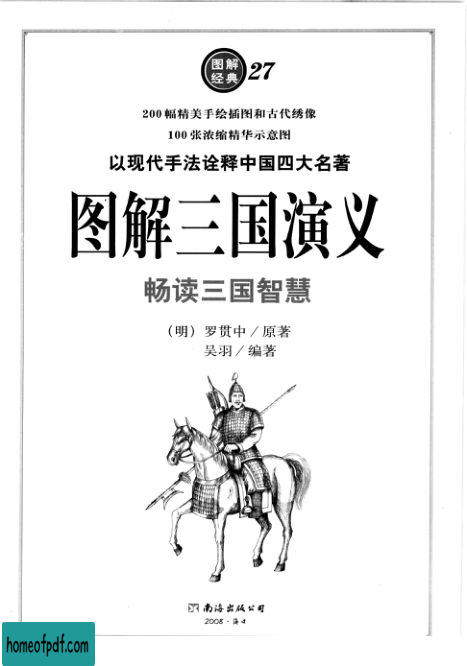 图解
经典 27
200幅精美手绘插图和古代绣像
100张浓缩精华示意图
以现代手法诠释中国四大名著
图解三国演义
畅读三国智慧
（明）罗贯中／原著
吴羽／编著
南海出版公司
2008·海口
homeofpdf.com